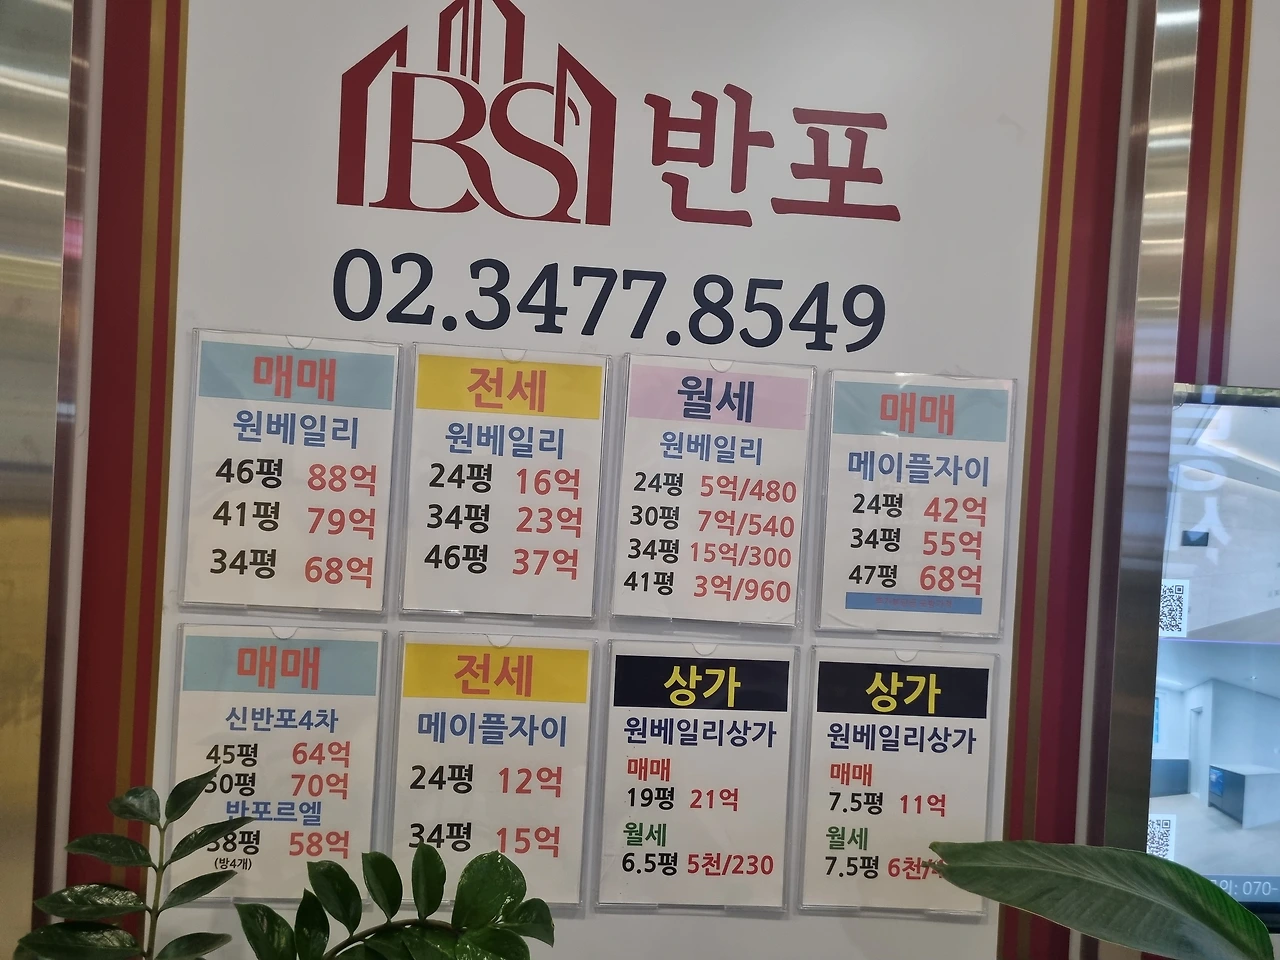 BS 반포
02.3477.8549
매매
원베일리
46평 88억
41평 79억
34평 68억
전세
원베일리
24평 16억
34평 23억
46평 37억
월세
원베일리
24평 5억/480
30평 7억/540
34평 15억/300
41평 3억/960
매매
메이플자이
24평 42억
34평 55억
47평 68억
매매
신반포4차
45평 64억
50평 70억
반포르엘
38평 58억
(방4개)
전세
메이플자이
24평 12억
34평 15억
상가
원베일리상가
매매
19평 21억
월세
6.5평 5천/230
상가
원베일리상가
매매
7.5평 11억
월세
7.5평 6천/
070-